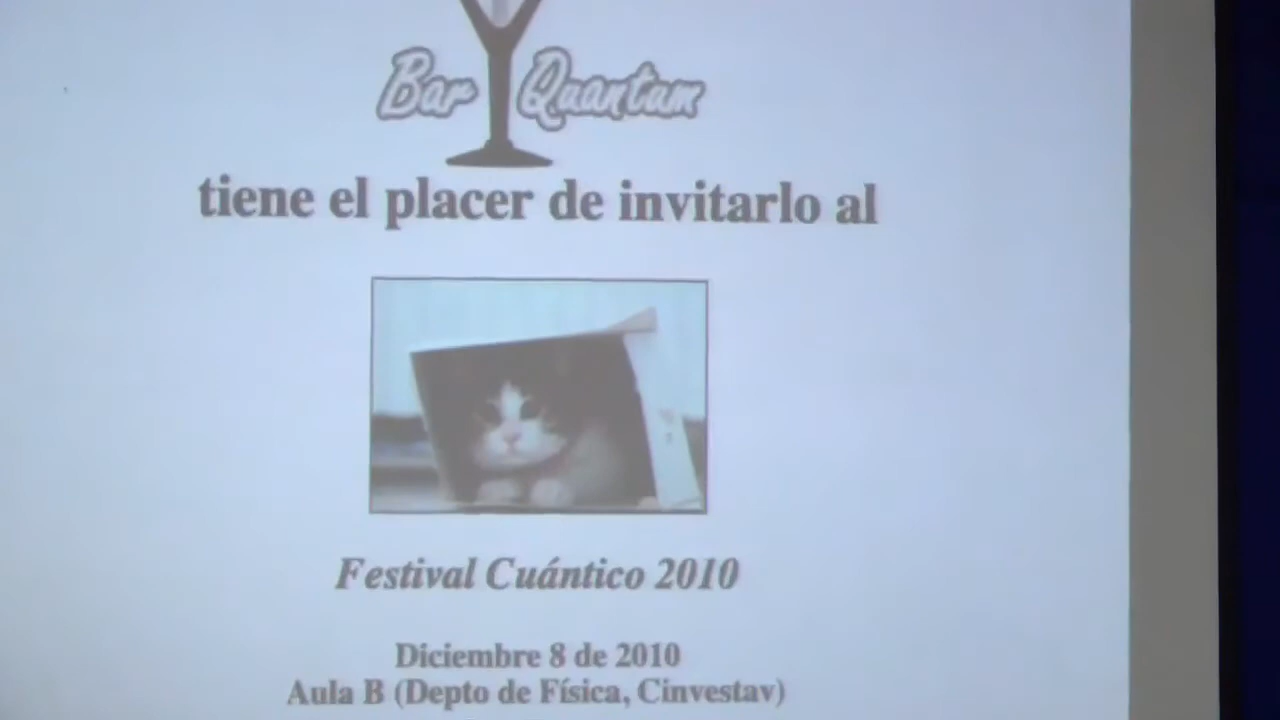 Bar Quantum
tiene el placer de invitarlo al
Festival Cuántico 2010
Diciembre 8 de 2010
Aula B (Depto de Física, Cinvestav)